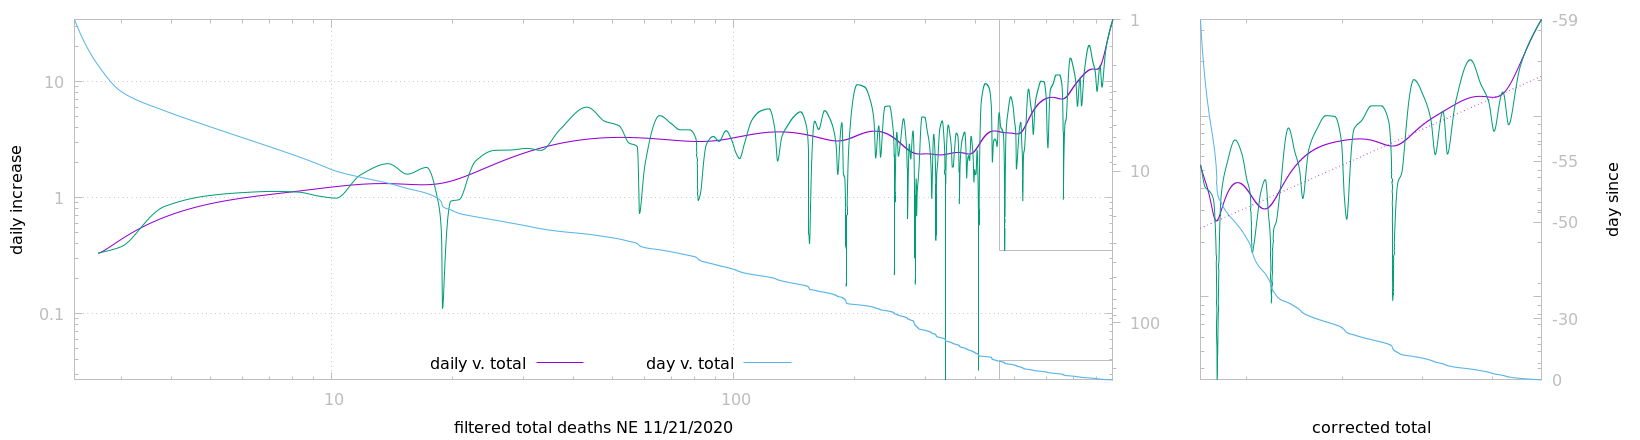 daily increase
10
1
0.1
daily v. total
day v. total
10
100
filtered total deaths NE 11/21/2020
1
10
100
-59
-55
-50
-30
0
day since
corrected total